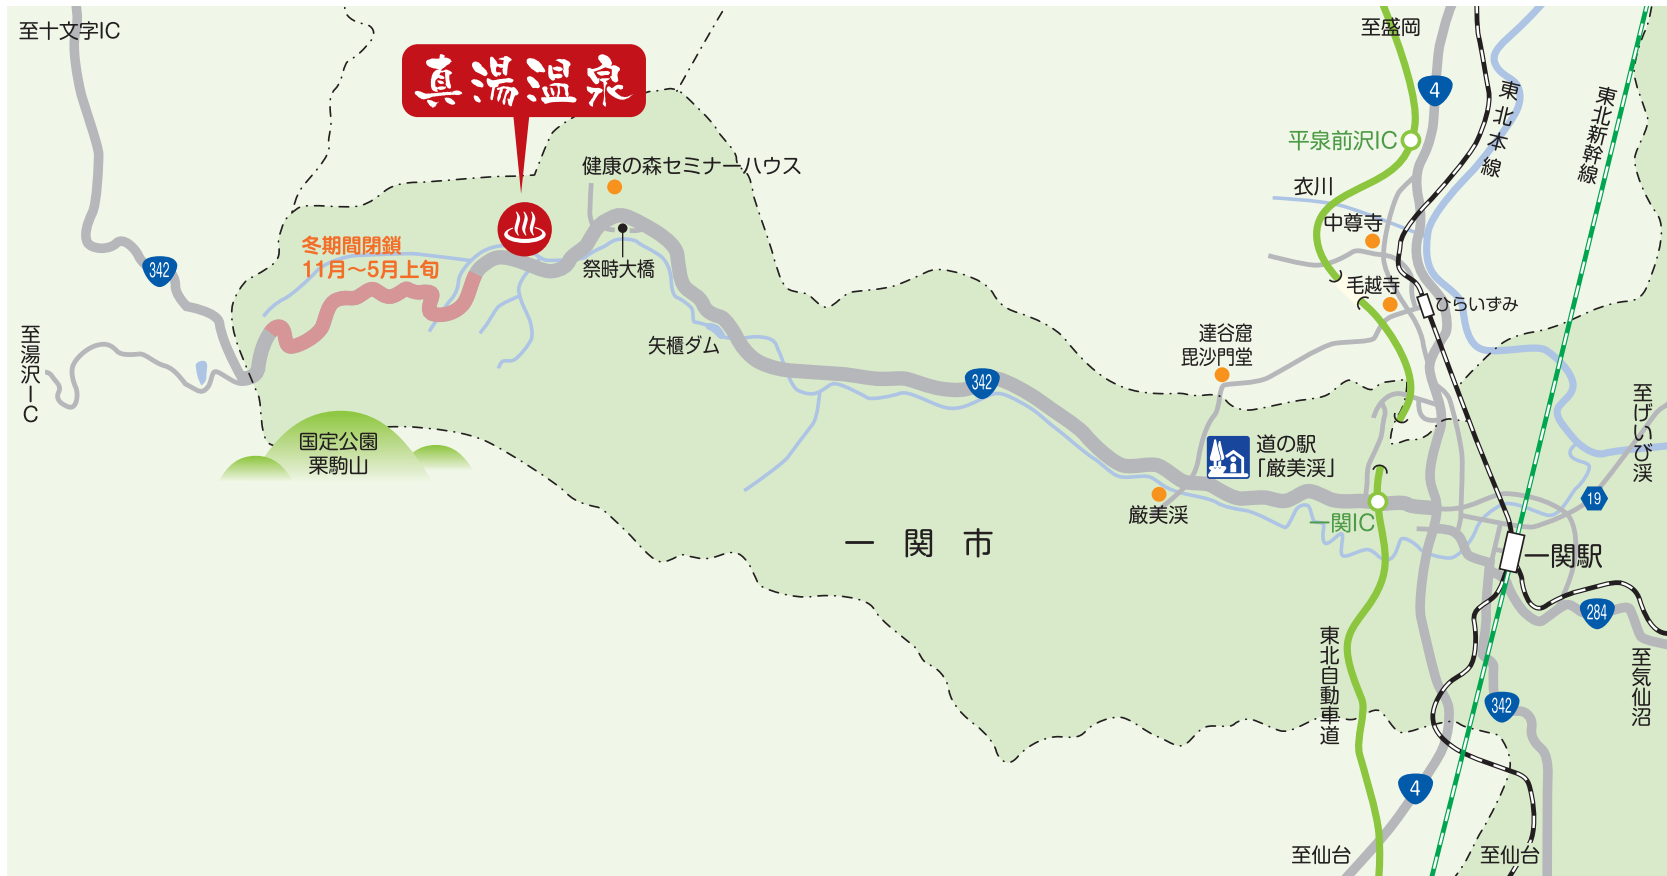 至十文字IC
真湯温泉
至盛岡
4
東北本線
東北新幹線
平泉前沢IC
健康の森セミナーハウス
衣川
中尊寺
冬期間閉鎖
11月〜5月上旬
342
祭畤大橋
毛越寺
ひらいずみ
至湯沢IC
矢櫃ダム
達谷窟
毘沙門堂
342
至げいび渓
国定公園
栗駒山
道の駅
「厳美渓」
厳美渓
19
一関IC
一関市
一関駅
284
東北自動車道
至気仙沼
342
4
至仙台
至仙台